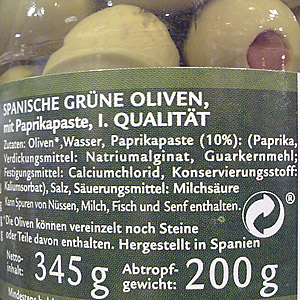 SPANISCHE GRÜNE OLIVEN,
mit Paprikapaste, I. QUALITÄT
Zutaten: Oliven*,Wasser, Paprikapaste (10%): (Paprika,
Verdickungsmittel: Natriumalginat, Guarkernmehl;
Festigungsmittel: Calciumchlorid, Konservierungsstoff:
Kaliumsorbat), Salz, Säuerungsmittel: Milchsäure
Kann Spuren von Nüssen, Milch, Fisch und Senf enthalten.
*Die Oliven können vereinzelt noch Steine
oder Teile davon enthalten. Hergestellt in Spanien
Netto-
inhalt: 345 g Abtropf-
gewicht: 200 g